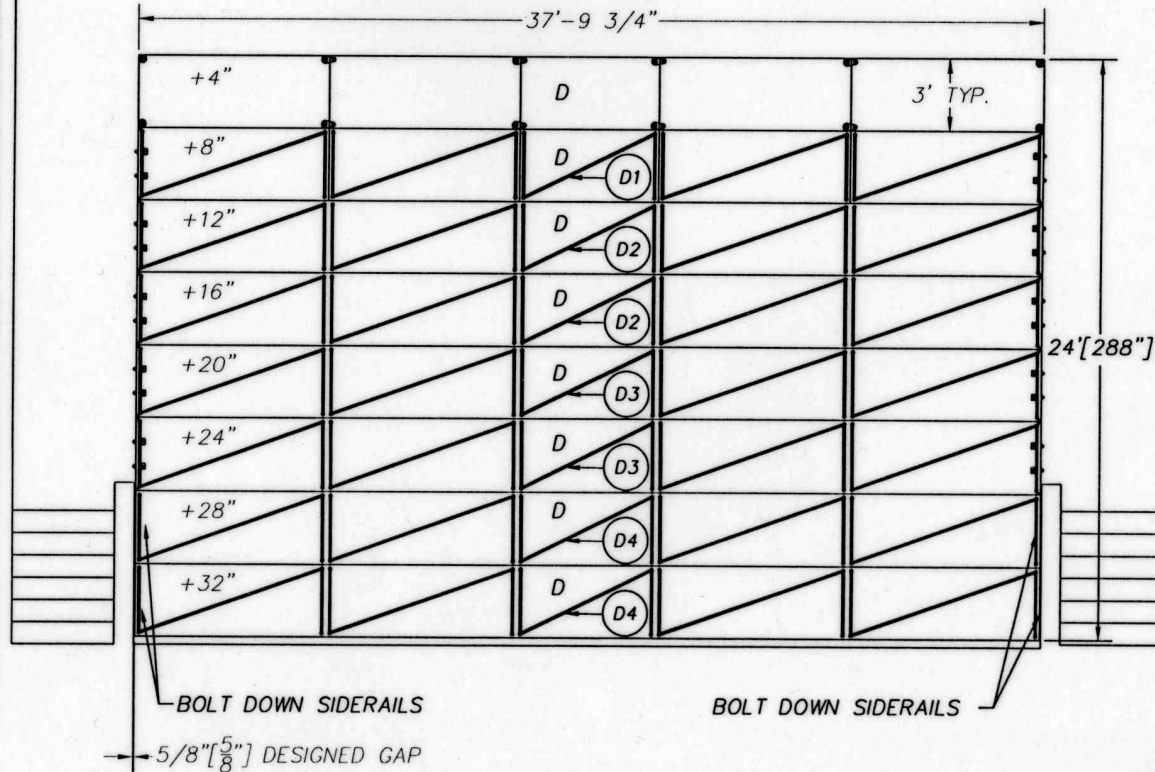 37'-9 3/4"
+4" D 3' TYP.
+8" D D1
+12" D D2
+16" D D2
24'[288"]
+20" D D3
+24" D D3
+28" D D4
+32" D D4
BOLT DOWN SIDERAILS BOLT DOWN SIDERAILS
5/8"[5/8"] DESIGNED GAP